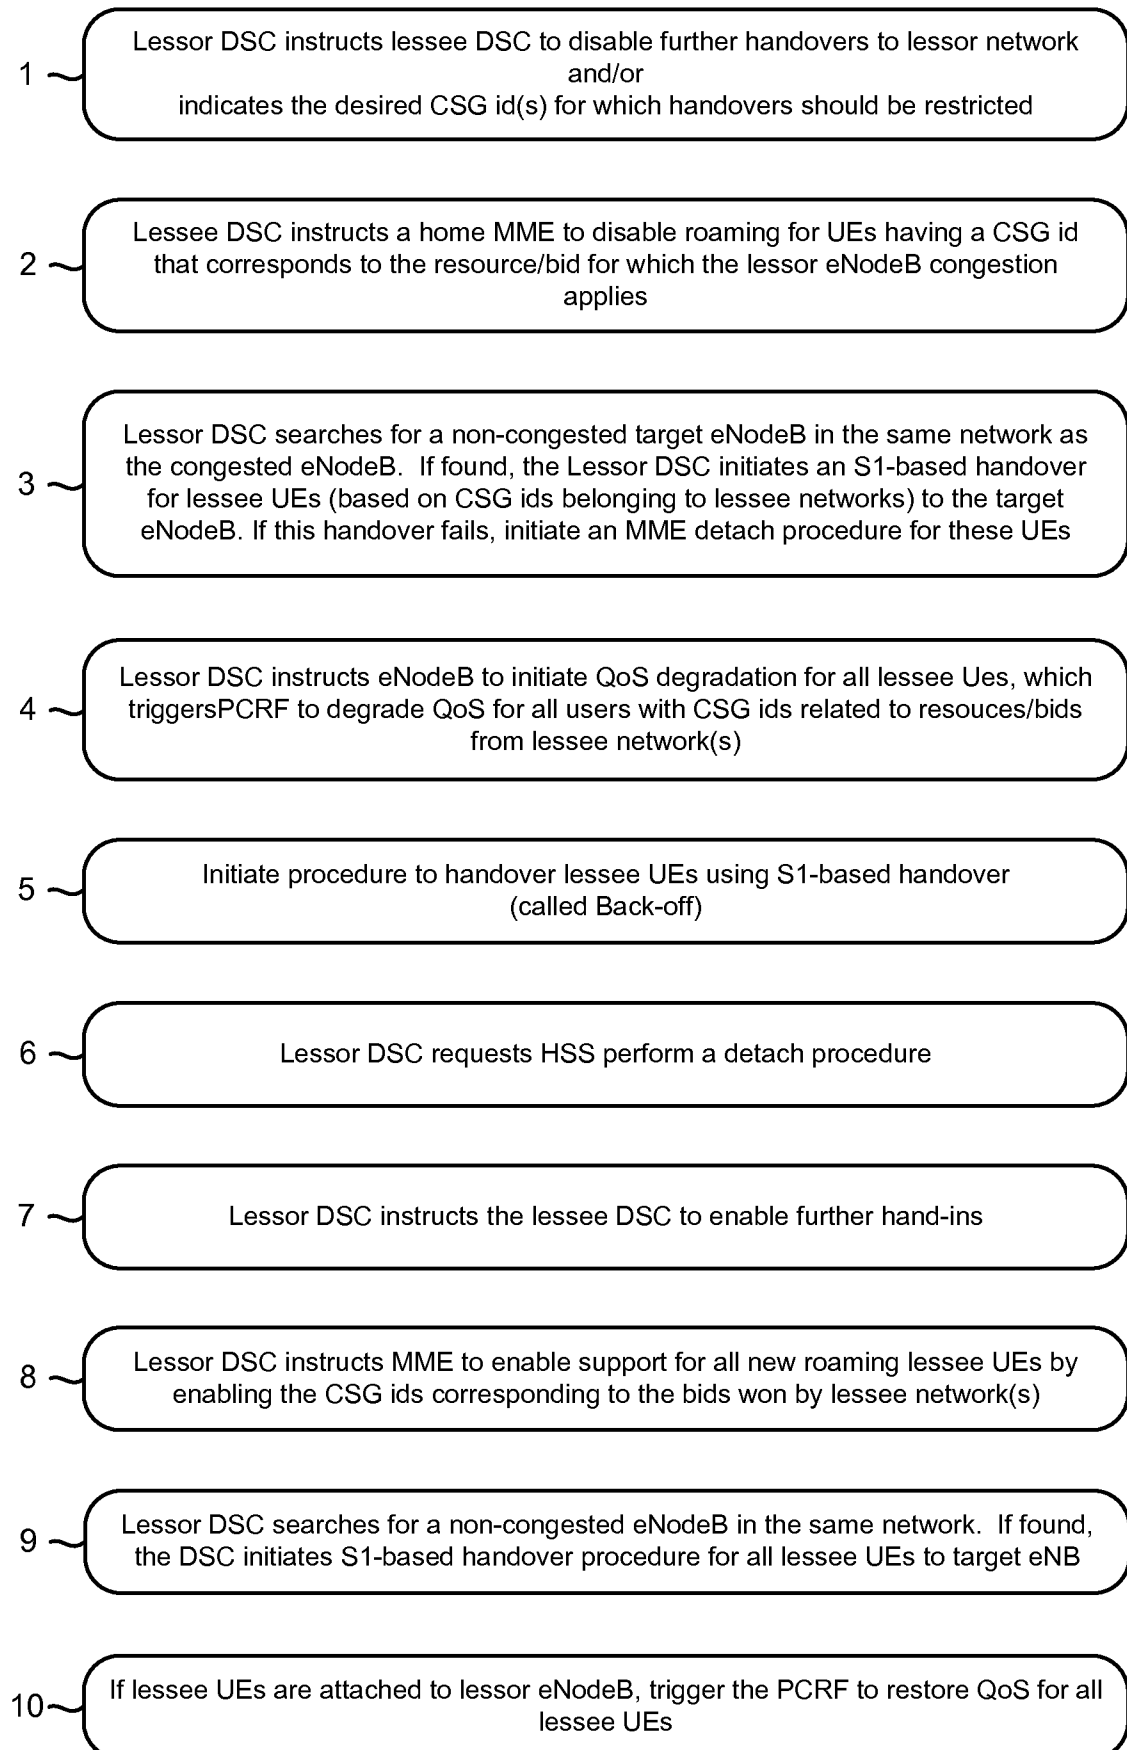 1
Lessor DSC instructs lessee DSC to disable further handovers to lessor network
and/or
indicates the desired CSG id(s) for which handovers should be restricted
2
Lessee DSC instructs a home MME to disable roaming for UEs having a CSG id
that corresponds to the resource/bid for which the lessor eNodeB congestion
applies
3
Lessor DSC searches for a non-congested target eNodeB in the same network as
the congested eNodeB.  If found, the Lessor DSC initiates an S1-based handover
for lessee UEs (based on CSG ids belonging to lessee networks) to the target
eNodeB. If this handover fails, initiate an MME detach procedure for these UEs
4
Lessor DSC instructs eNodeB to initiate QoS degradation for all lessee Ues, which
triggersPCRF to degrade QoS for all users with CSG ids related to resouces/bids
from lessee network(s)
5
Initiate procedure to handover lessee UEs using S1-based handover
(called Back-off)
6
Lessor DSC requests HSS perform a detach procedure
7
Lessor DSC instructs the lessee DSC to enable further hand-ins
8
Lessor DSC instructs MME to enable support for all new roaming lessee UEs by
enabling the CSG ids corresponding to the bids won by lessee network(s)
9
Lessor DSC searches for a non-congested eNodeB in the same network.  If found,
the DSC initiates S1-based handover procedure for all lessee UEs to target eNB
10
If lessee UEs are attached to lessor eNodeB, trigger the PCRF to restore QoS for all
lessee UEs